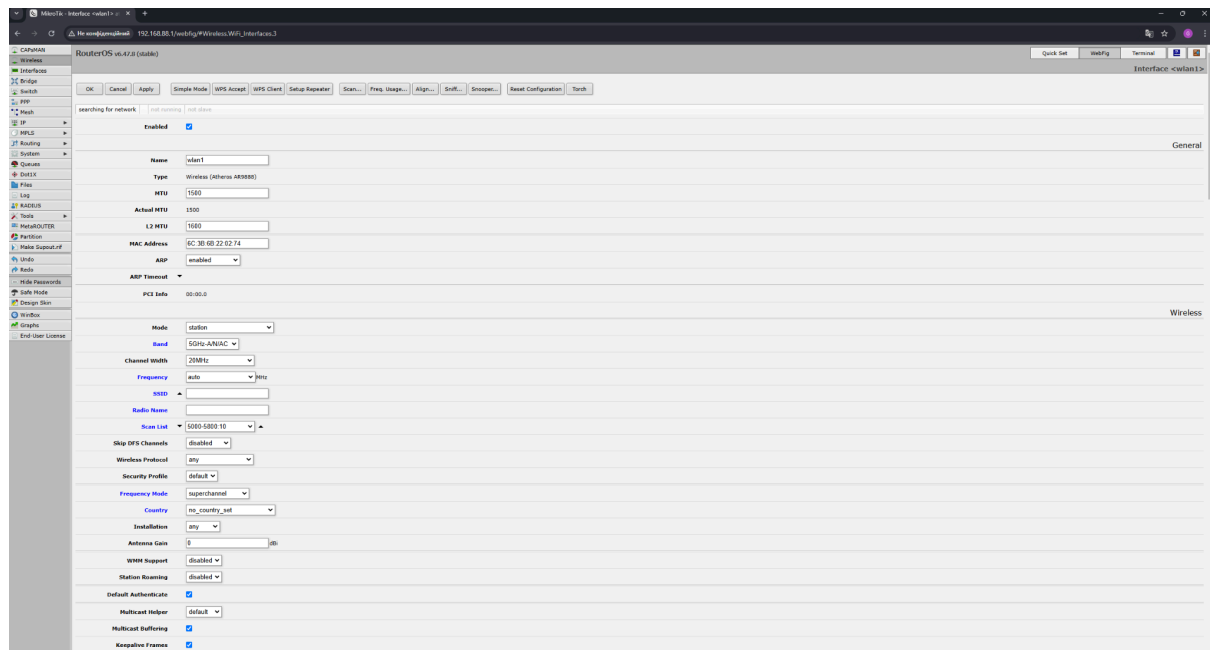 MikroTik - Interface <wlan1> at
Не конфіденційний 192.168.88.1/webfig/#Wireless.WiFi_Interfaces.3
CAPsMAN
Wireless
Interfaces
Bridge
Switch
PPP
Mesh
IP
MPLS
Routing
System
Queues
Dot1X
Files
Log
RADIUS
Tools
MetaROUTER
Partition
Make Supout.rif
Undo
Redo
Hide Passwords
Safe Mode
Design Skin
WinBox
Graphs
End-User License
RouterOS v6.47.8 (stable)
Quick Set WebFig Terminal
Interface <wlan1>
OK Cancel Apply Simple Mode WPS Accept WPS Client Setup Repeater Scan... Freq. Usage... Align... Sniff... Snooper... Reset Configuration Torch
searching for network not running not slave
Enabled
General
Name wlan1
Type Wireless (Atheros AR9888)
MTU 1500
Actual MTU 1500
L2 MTU 1600
MAC Address 6C:3B:6B:22:02:74
ARP enabled
ARP Timeout
PCI Info 00:00.0
Wireless
Mode station
Band 5GHz-A/N/AC
Channel Width 20MHz
Frequency auto MHz
SSID
Radio Name
Scan List 5000-5800:10
Skip DFS Channels disabled
Wireless Protocol any
Security Profile default
Frequency Mode superchannel
Country no_country_set
Installation any
Antenna Gain 0 dBi
WMM Support disabled
Station Roaming disabled
Default Authenticate
Multicast Helper default
Multicast Buffering
Keepalive Frames